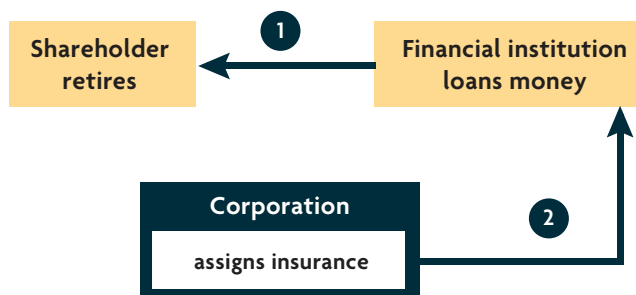 1
Shareholder
retires
Financial institution
loans money
Corporation
assigns insurance
2